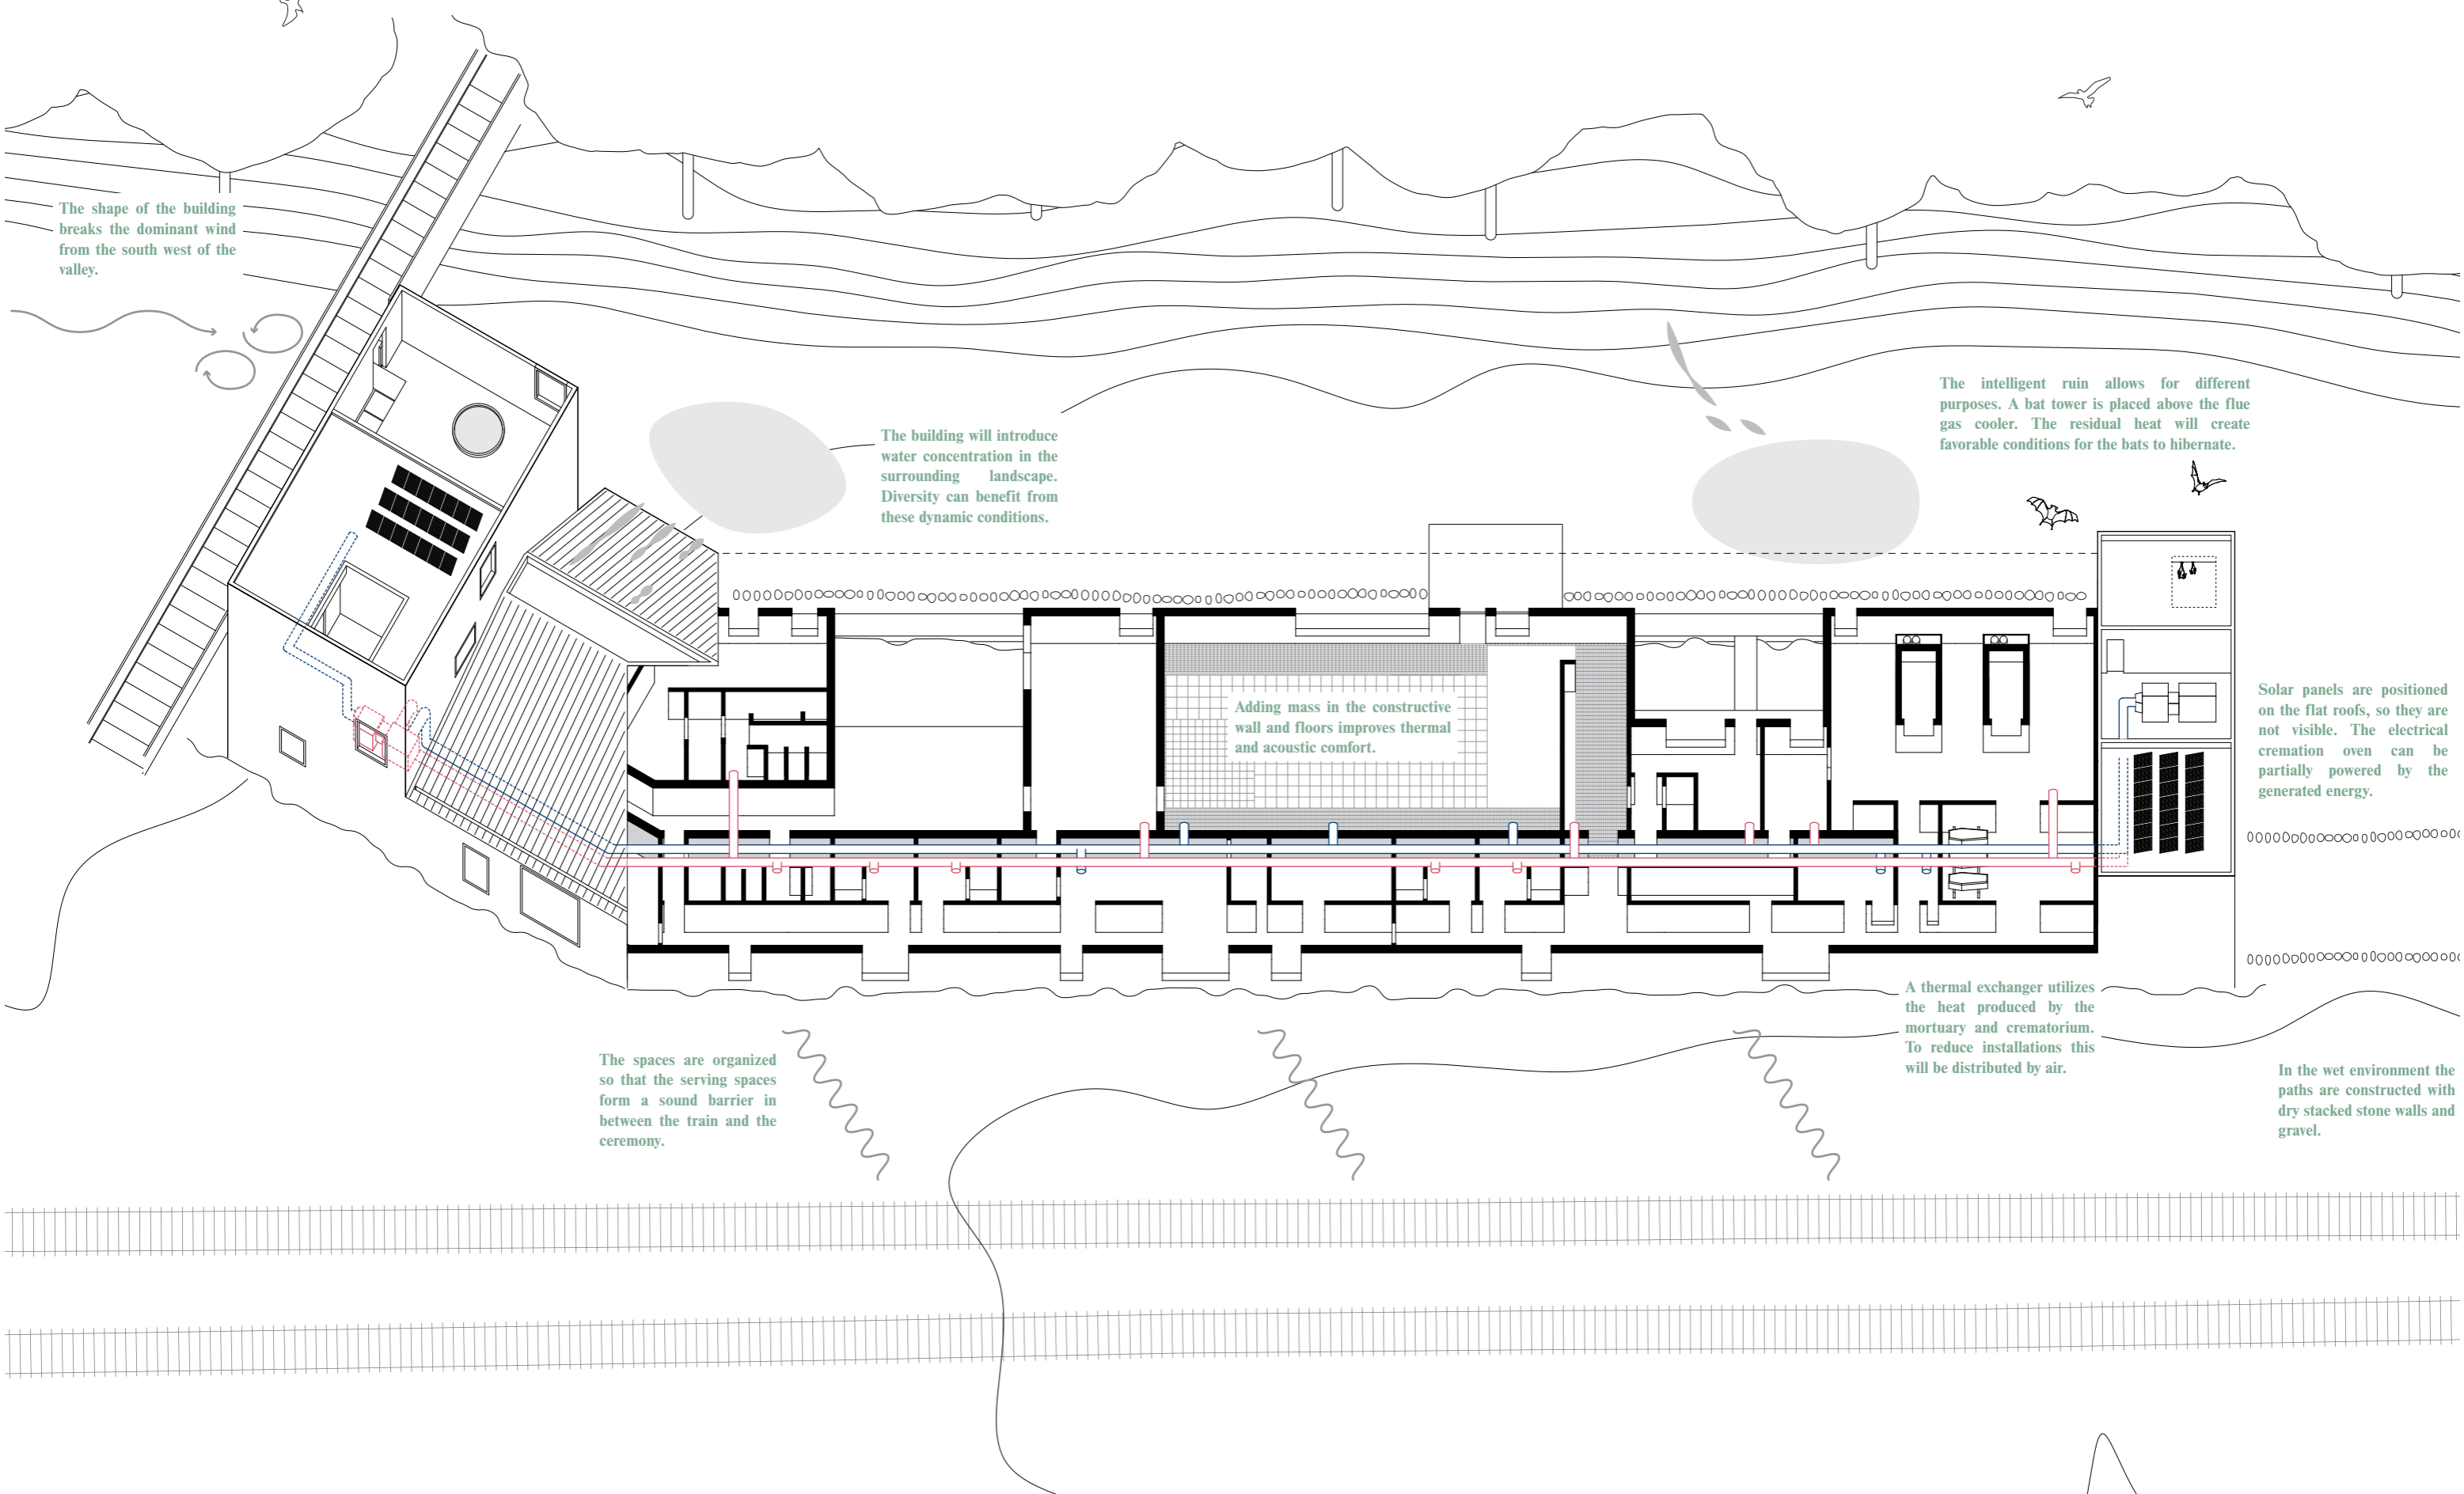 The shape of the building
breaks the dominant wind
from the south west of the
valley.
The building will introduce
water concentration in the
surrounding landscape.
Diversity can benefit from
these dynamic conditions.
The intelligent ruin allows for different
purposes. A bat tower is placed above the flue
gas cooler. The residual heat will create
favorable conditions for the bats to hibernate.
Adding mass in the constructive
wall and floors improves thermal
and acoustic comfort.
Solar panels are positioned
on the flat roofs, so they are
not visible. The electrical
cremation oven can be
partially powered by the
generated energy.
The spaces are organized
so that the serving spaces
form a sound barrier in
between the train and the
ceremony.
A thermal exchanger utilizes
the heat produced by the
mortuary and crematorium.
To reduce installations this
will be distributed by air.
In the wet environment the
paths are constructed with
dry stacked stone walls and
gravel.